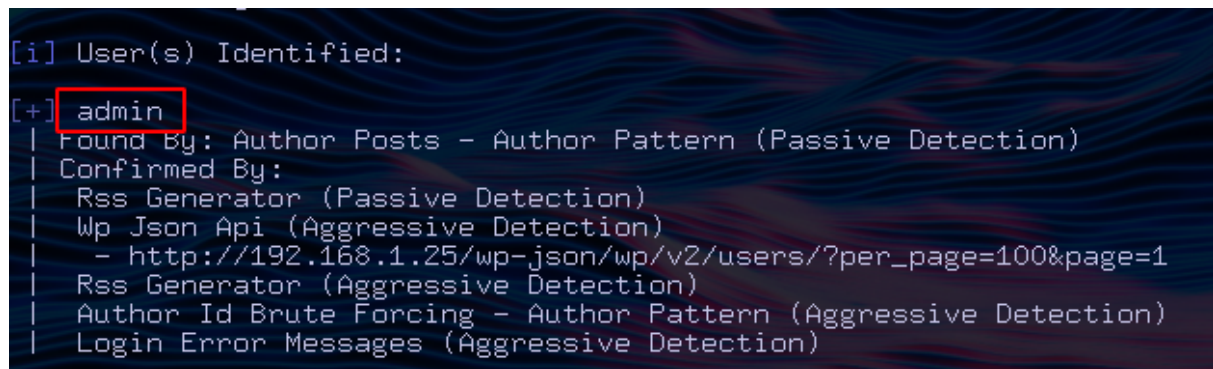 [i] User(s) Identified:
[+] admin
| Found By: Author Posts - Author Pattern (Passive Detection)
| Confirmed By:
|  Rss Generator (Passive Detection)
|  Wp Json Api (Aggressive Detection)
|   - http://192.168.1.25/wp-json/wp/v2/users/?per_page=100&page=1
|  Rss Generator (Aggressive Detection)
|  Author Id Brute Forcing - Author Pattern (Aggressive Detection)
|  Login Error Messages (Aggressive Detection)